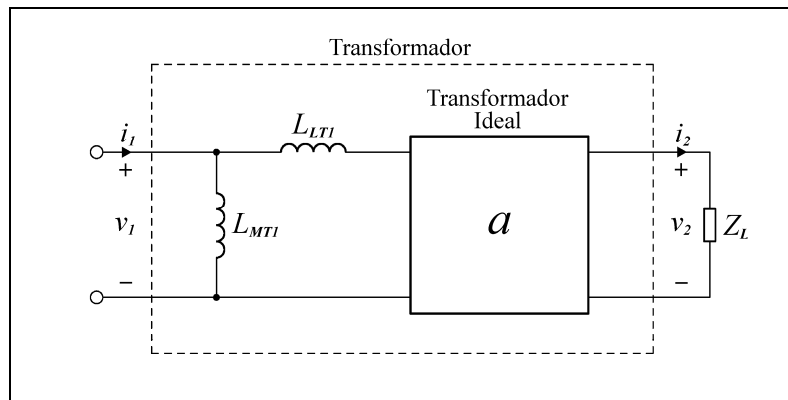 Transformador
Transformador
Ideal
i1
LLT1
i2
+
+
v1
LMT1
a
v2
ZL
−
−